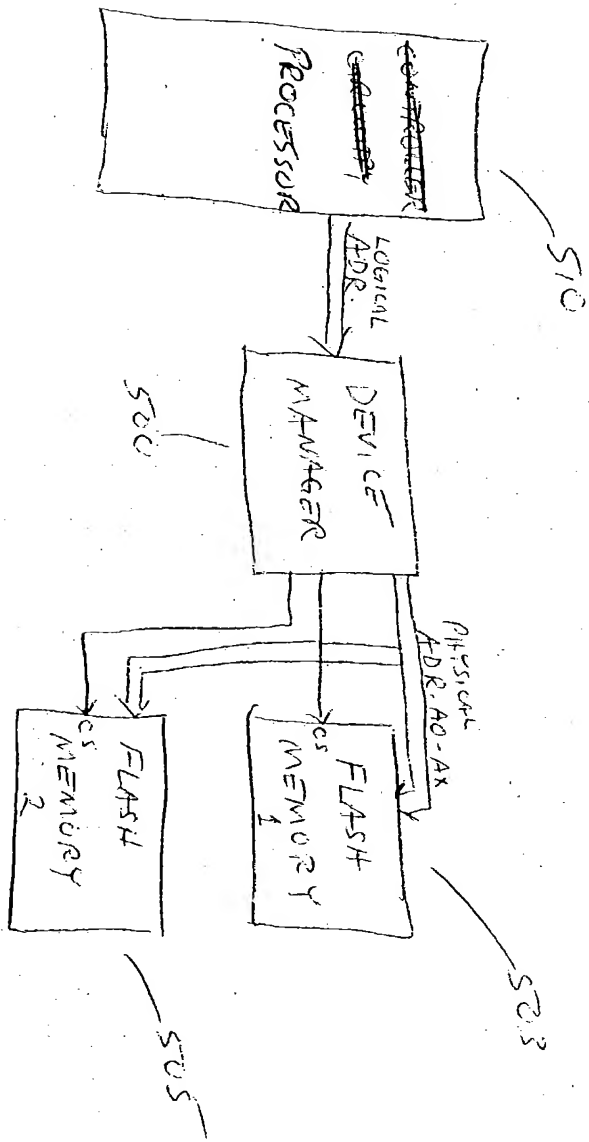 CONTROLLER
PROCESSOR
510
LOGICAL
ADR.
DEVICE
MANAGER
500
PHYSICAL
ADR. A0-AX
CS
FLASH
MEMORY
1
503
CS
FLASH
MEMORY
2
505